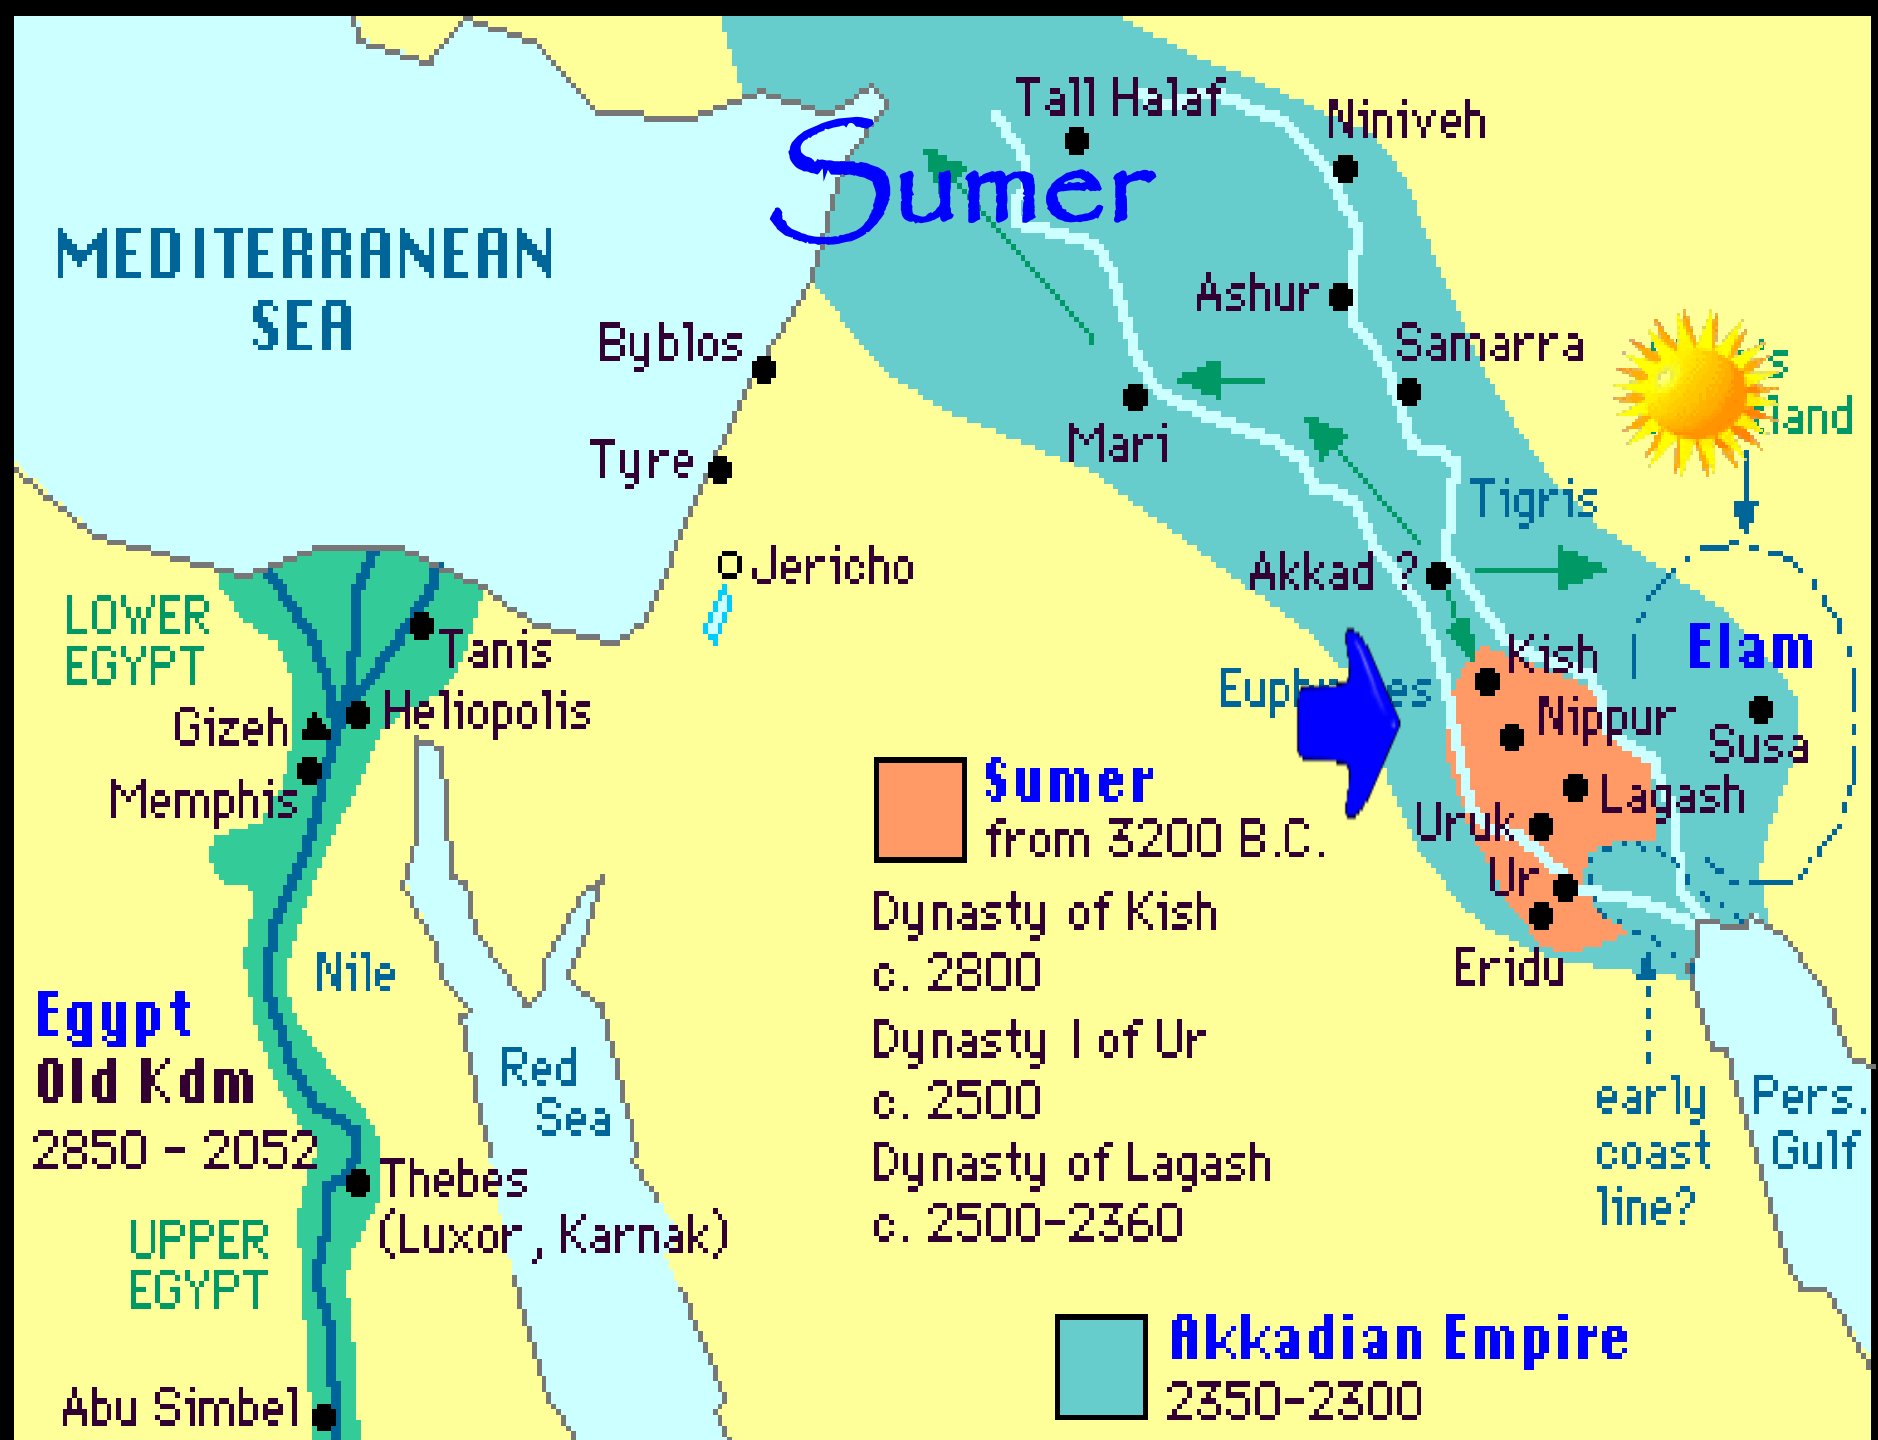 Tall Halaf
Niniveh
Sumer
MEDITERRANEAN
SEA
Ashur
Byblos
Samarra
land
Mari
Tyre
Tigris
Jericho
Akkad ?
LOWER
EGYPT
Tanis
Kish
Elam
Gizeh
Heliopolis
Nippur
Susa
Memphis
Sumer
from 3200 B.C.
Lagash
Uruk
Ur
Dynasty of Kish
c. 2800
Eridu
Nile
Egypt
Old Kdm
2850 - 2052
Red
Sea
Dynasty I of Ur
c. 2500
early
coast
line?
Pers.
Gulf
Dynasty of Lagash
c. 2500-2360
Thebes
(Luxor, Karnak)
UPPER
EGYPT
Akkadian Empire
2350-2300
Abu Simbel